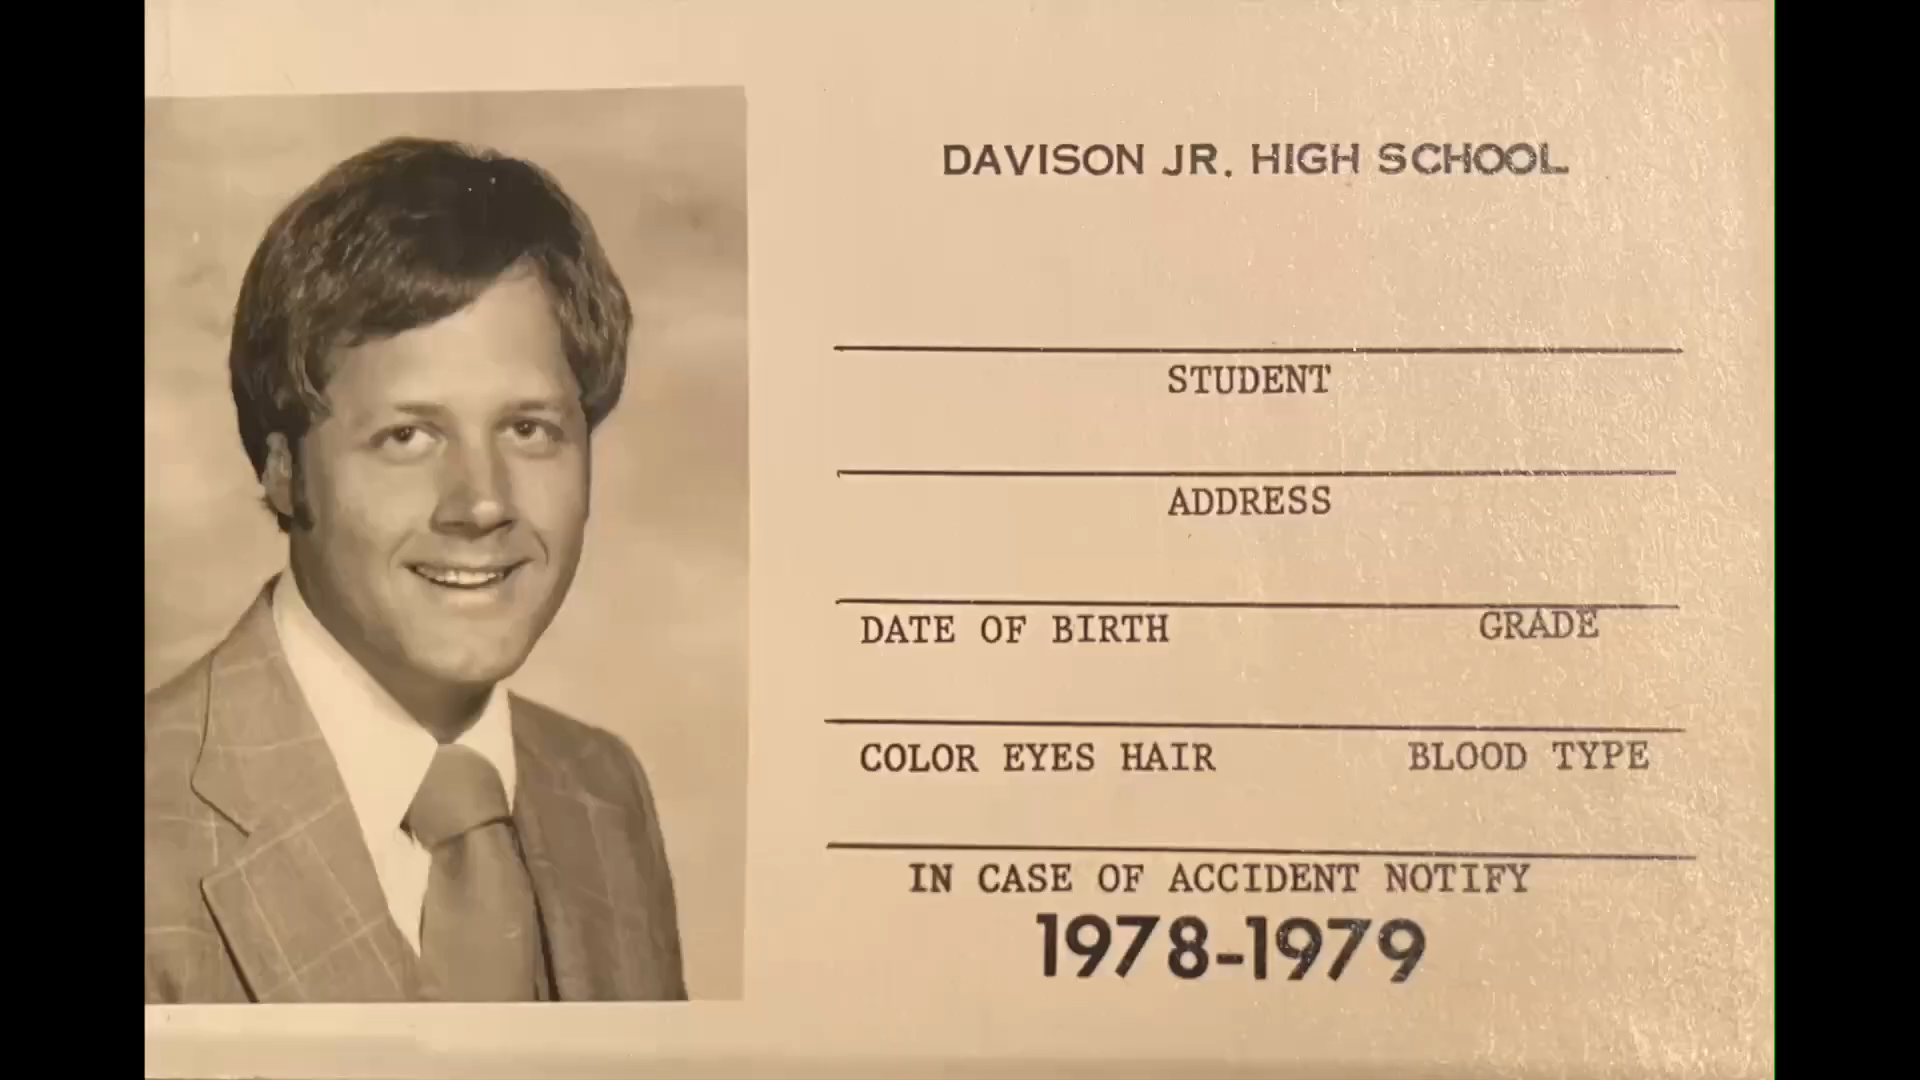 DAVISON JR. HIGH SCHOOL
STUDENT
ADDRESS
DATE OF BIRTH GRADE
COLOR EYES HAIR BLOOD TYPE
IN CASE OF ACCIDENT NOTIFY
1978-1979